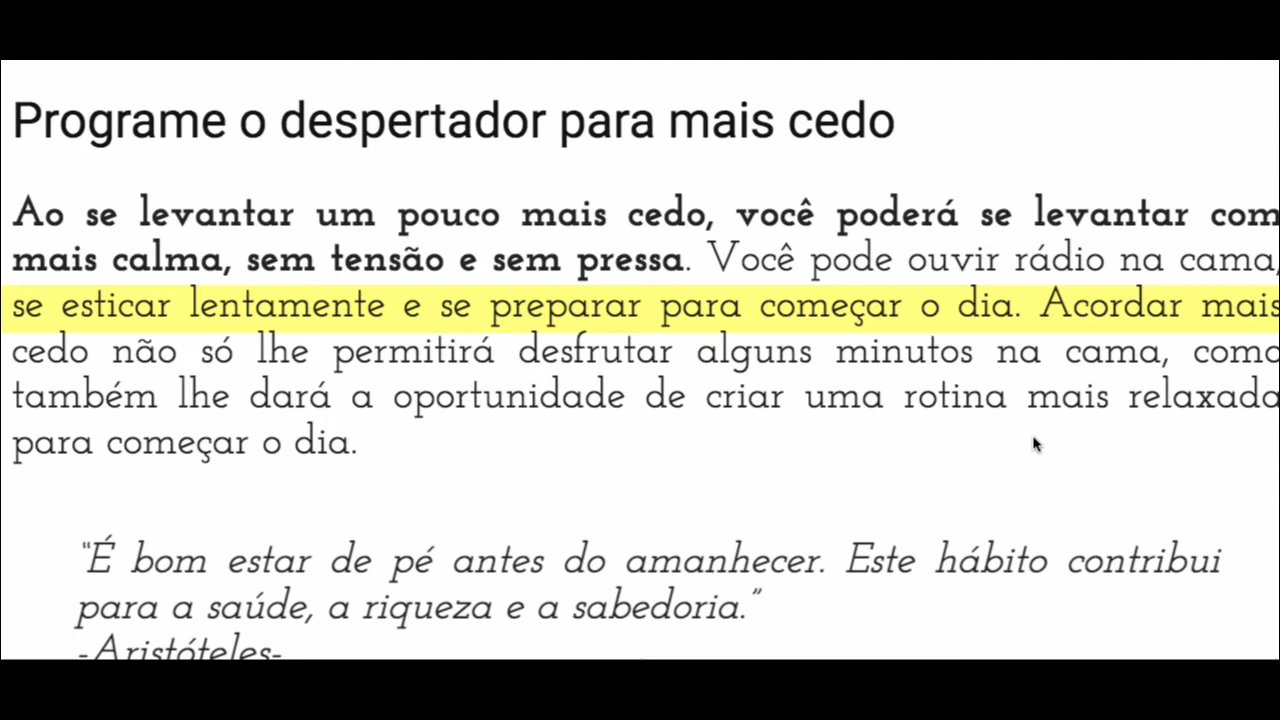 Programe o despertador para mais cedo
Ao se levantar um pouco mais cedo, você poderá se levantar com
mais calma, sem tensão e sem pressa. Você pode ouvir rádio na cama,
se esticar lentamente e se preparar para começar o dia. Acordar mais
cedo não só lhe permitirá desfrutar alguns minutos na cama, como
também lhe dará a oportunidade de criar uma rotina mais relaxada
para começar o dia.
"É bom estar de pé antes do amanhecer. Este hábito contribui
para a saúde, a riqueza e a sabedoria."
-Aristóteles-